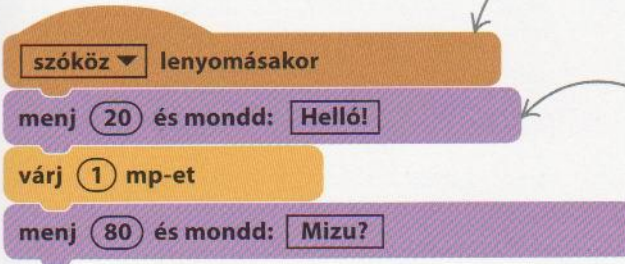 szóköz lenyomásakor
menj 20 és mondd: Helló!
várj 1 mp-et
menj 80 és mondd: Mizu?